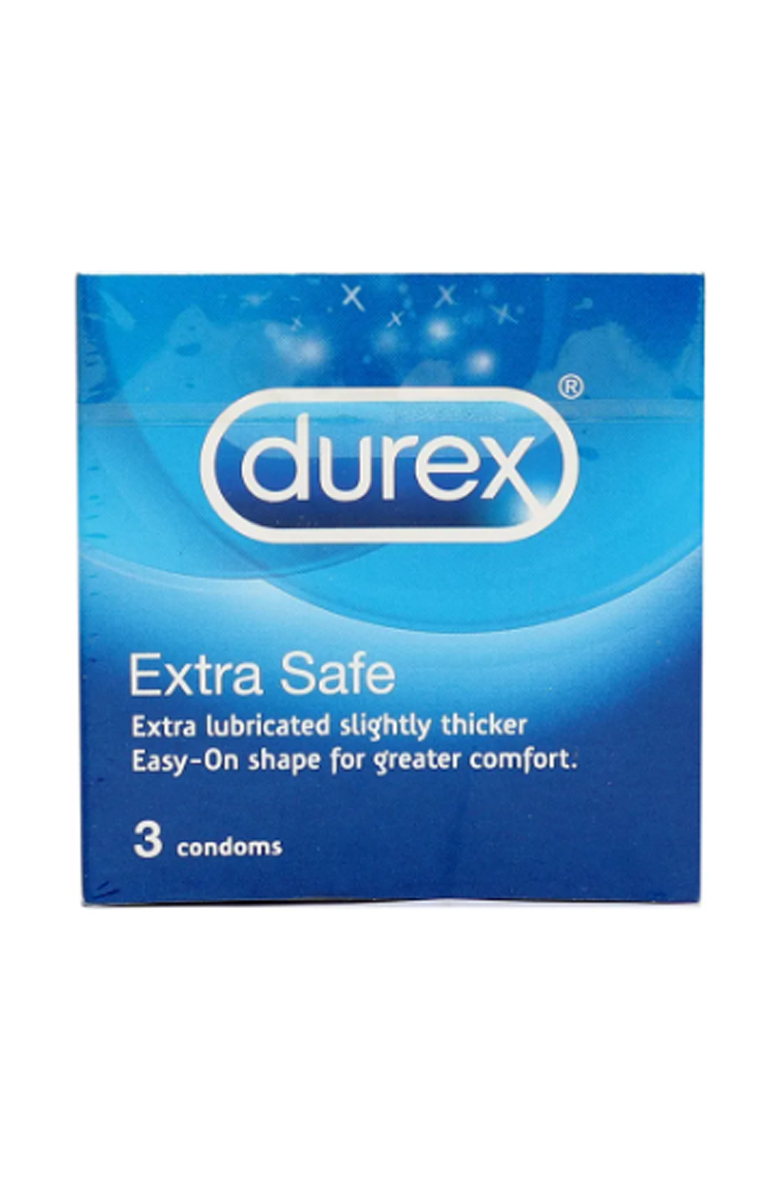 durex®
Extra Safe
Extra lubricated slightly thicker
Easy-On shape for greater comfort.
3 condoms